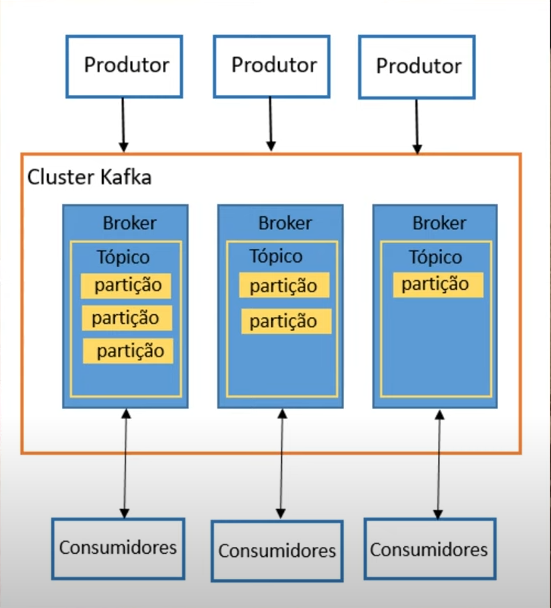 Produtor
Produtor
Produtor
Cluster Kafka
Broker
Tópico
partição
partição
partição
Broker
Tópico
partição
partição
Broker
Tópico
partição
Consumidores
Consumidores
Consumidores